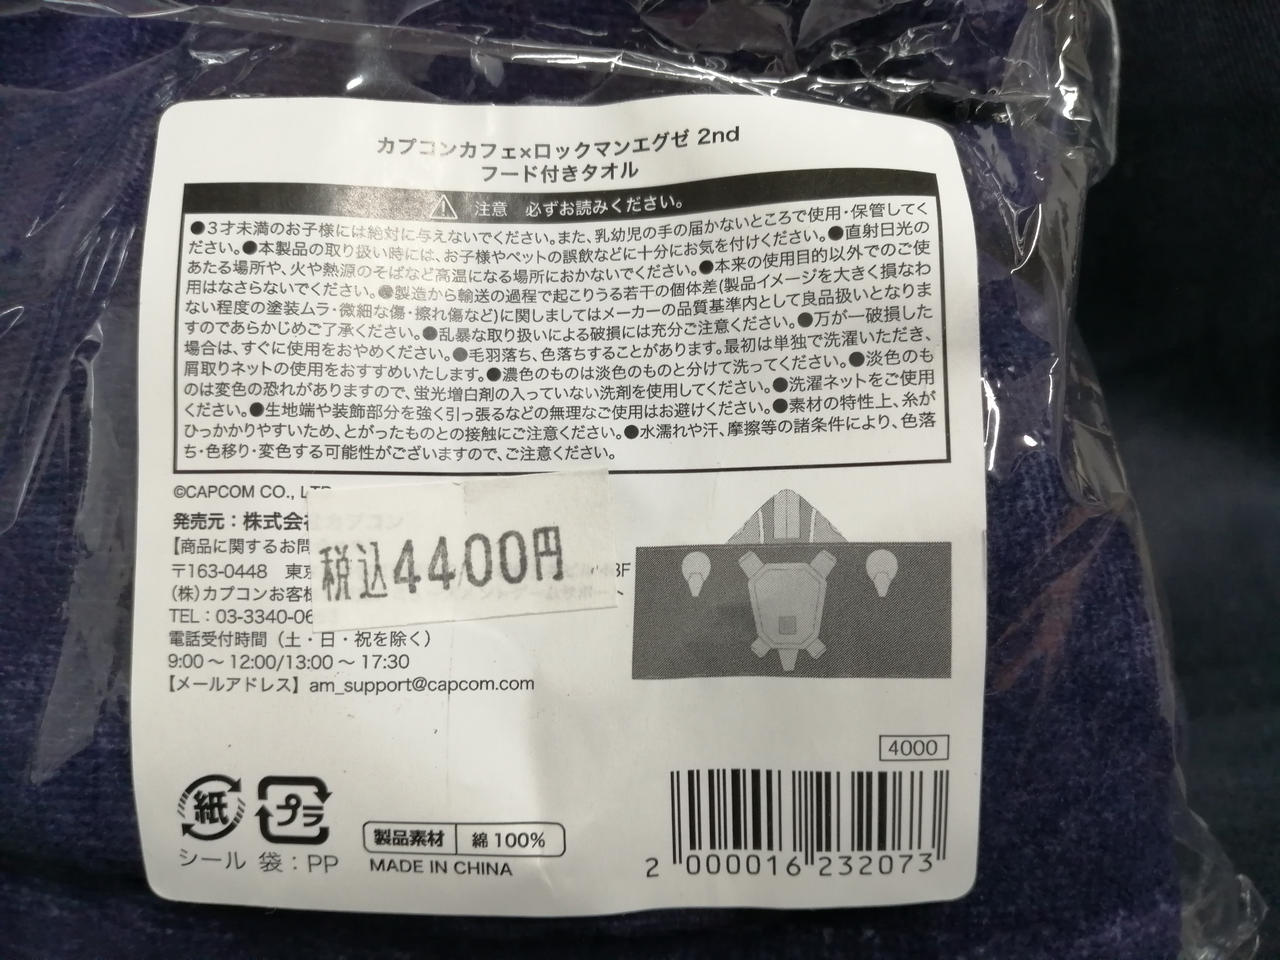 カプコンカフェ×ロックマンエグゼ 2nd
フード付きタオル
注意 必ずお読みください。
●３才未満のお子様には絶対に与えないでください。また、乳幼児の手の届かないところで使用・保管してく
ださい。●本製品の取り扱い時には、お子様やペットの誤飲などに十分にお気を付けください。●直射日光の
あたる場所や、火や熱源のそばなど高温になる場所におかないでください。●本来の使用目的以外でのご使
用はなさらないでください。●製造から輸送の過程で起こりうる若干の個体差(製品イメージを大きく損なわ
ない程度の塗装ムラ・微細な傷・擦れ傷など)に関しましてはメーカーの品質基準内として良品扱いとなりま
すのであらかじめご了承ください。●乱暴な取り扱いによる破損には充分ご注意ください。●万が一破損した
場合は、すぐに使用をおやめください。●毛羽落ち、色落ちすることがあります。最初は単独で洗濯いただき、
屑取りネットの使用をおすすめいたします。●濃色のものは淡色のものと分けて洗ってください。●淡色のも
のは変色の恐れがありますので、蛍光増白剤の入っていない洗剤を使用してください。●洗濯ネットをご使用
ください。●生地端や装飾部分を強く引っ張るなどの無理なご使用はお避けください。●素材の特性上、糸が
ひっかかりやすいため、とがったものとの接触にご注意ください。●水濡れや汗、摩擦等の諸条件により、色落
ち・色移り・変色する可能性がございますので、ご注意ください。
©CAPCOM CO., LTD
発売元：株式会社カプコン
【商品に関するお問
税込4400円
〒163-0448 東京
3F
(株)カプコンお客様
TEL：03-3340-0
電話受付時間（土・日・祝を除く）
9:00～12:00/13:00～17:30
【メールアドレス】am_support@capcom.com
4000
紙
プラ
シール 袋：PP
製品素材 綿100%
MADE IN CHINA
2 000016 232073